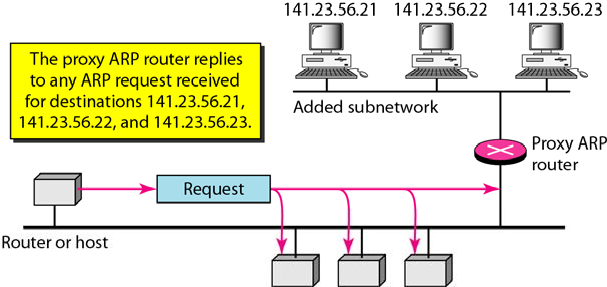 141.23.56.21 141.23.56.22 141.23.56.23
The proxy ARP router replies
to any ARP request received
for destinations 141.23.56.21,
141.23.56.22, and 141.23.56.23.
Added subnetwork
Proxy ARP
router
Request
Router or host